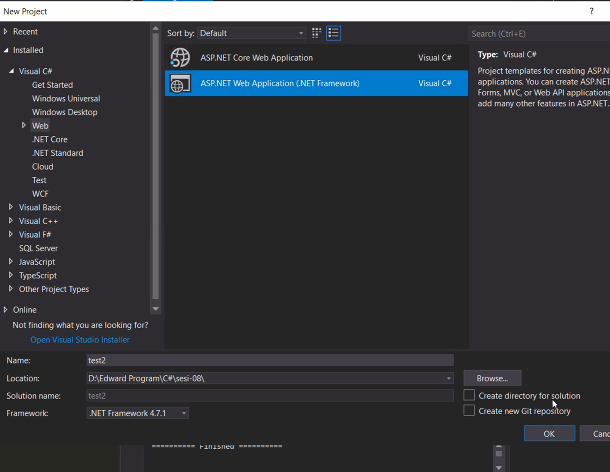 New Project
?
Recent
Installed
Visual C#
Get Started
Windows Universal
Windows Desktop
Web
.NET Core
.NET Standard
Cloud
Test
WCF
Visual Basic
Visual C++
Visual F#
SQL Server
JavaScript
TypeScript
Other Project Types
Online
Not finding what you are looking for?
Open Visual Studio Installer
Sort by: Default
ASP.NET Core Web Application Visual C#
ASP.NET Web Application (.NET Framework) Visual C#
Search (Ctrl+E)
Type: Visual C#
Project templates for creating ASP.N
applications. You can create ASP.NET
Forms, MVC, or Web API applications
add many other features in ASP.NET.
Name: test2
Location: D:\Edward Program\C#\sesi-08\
Browse...
Solution name: test2
Create directory for solution
Framework: .NET Framework 4.7.1
Create new Git repository
OK
Canc
========== Finished ==========